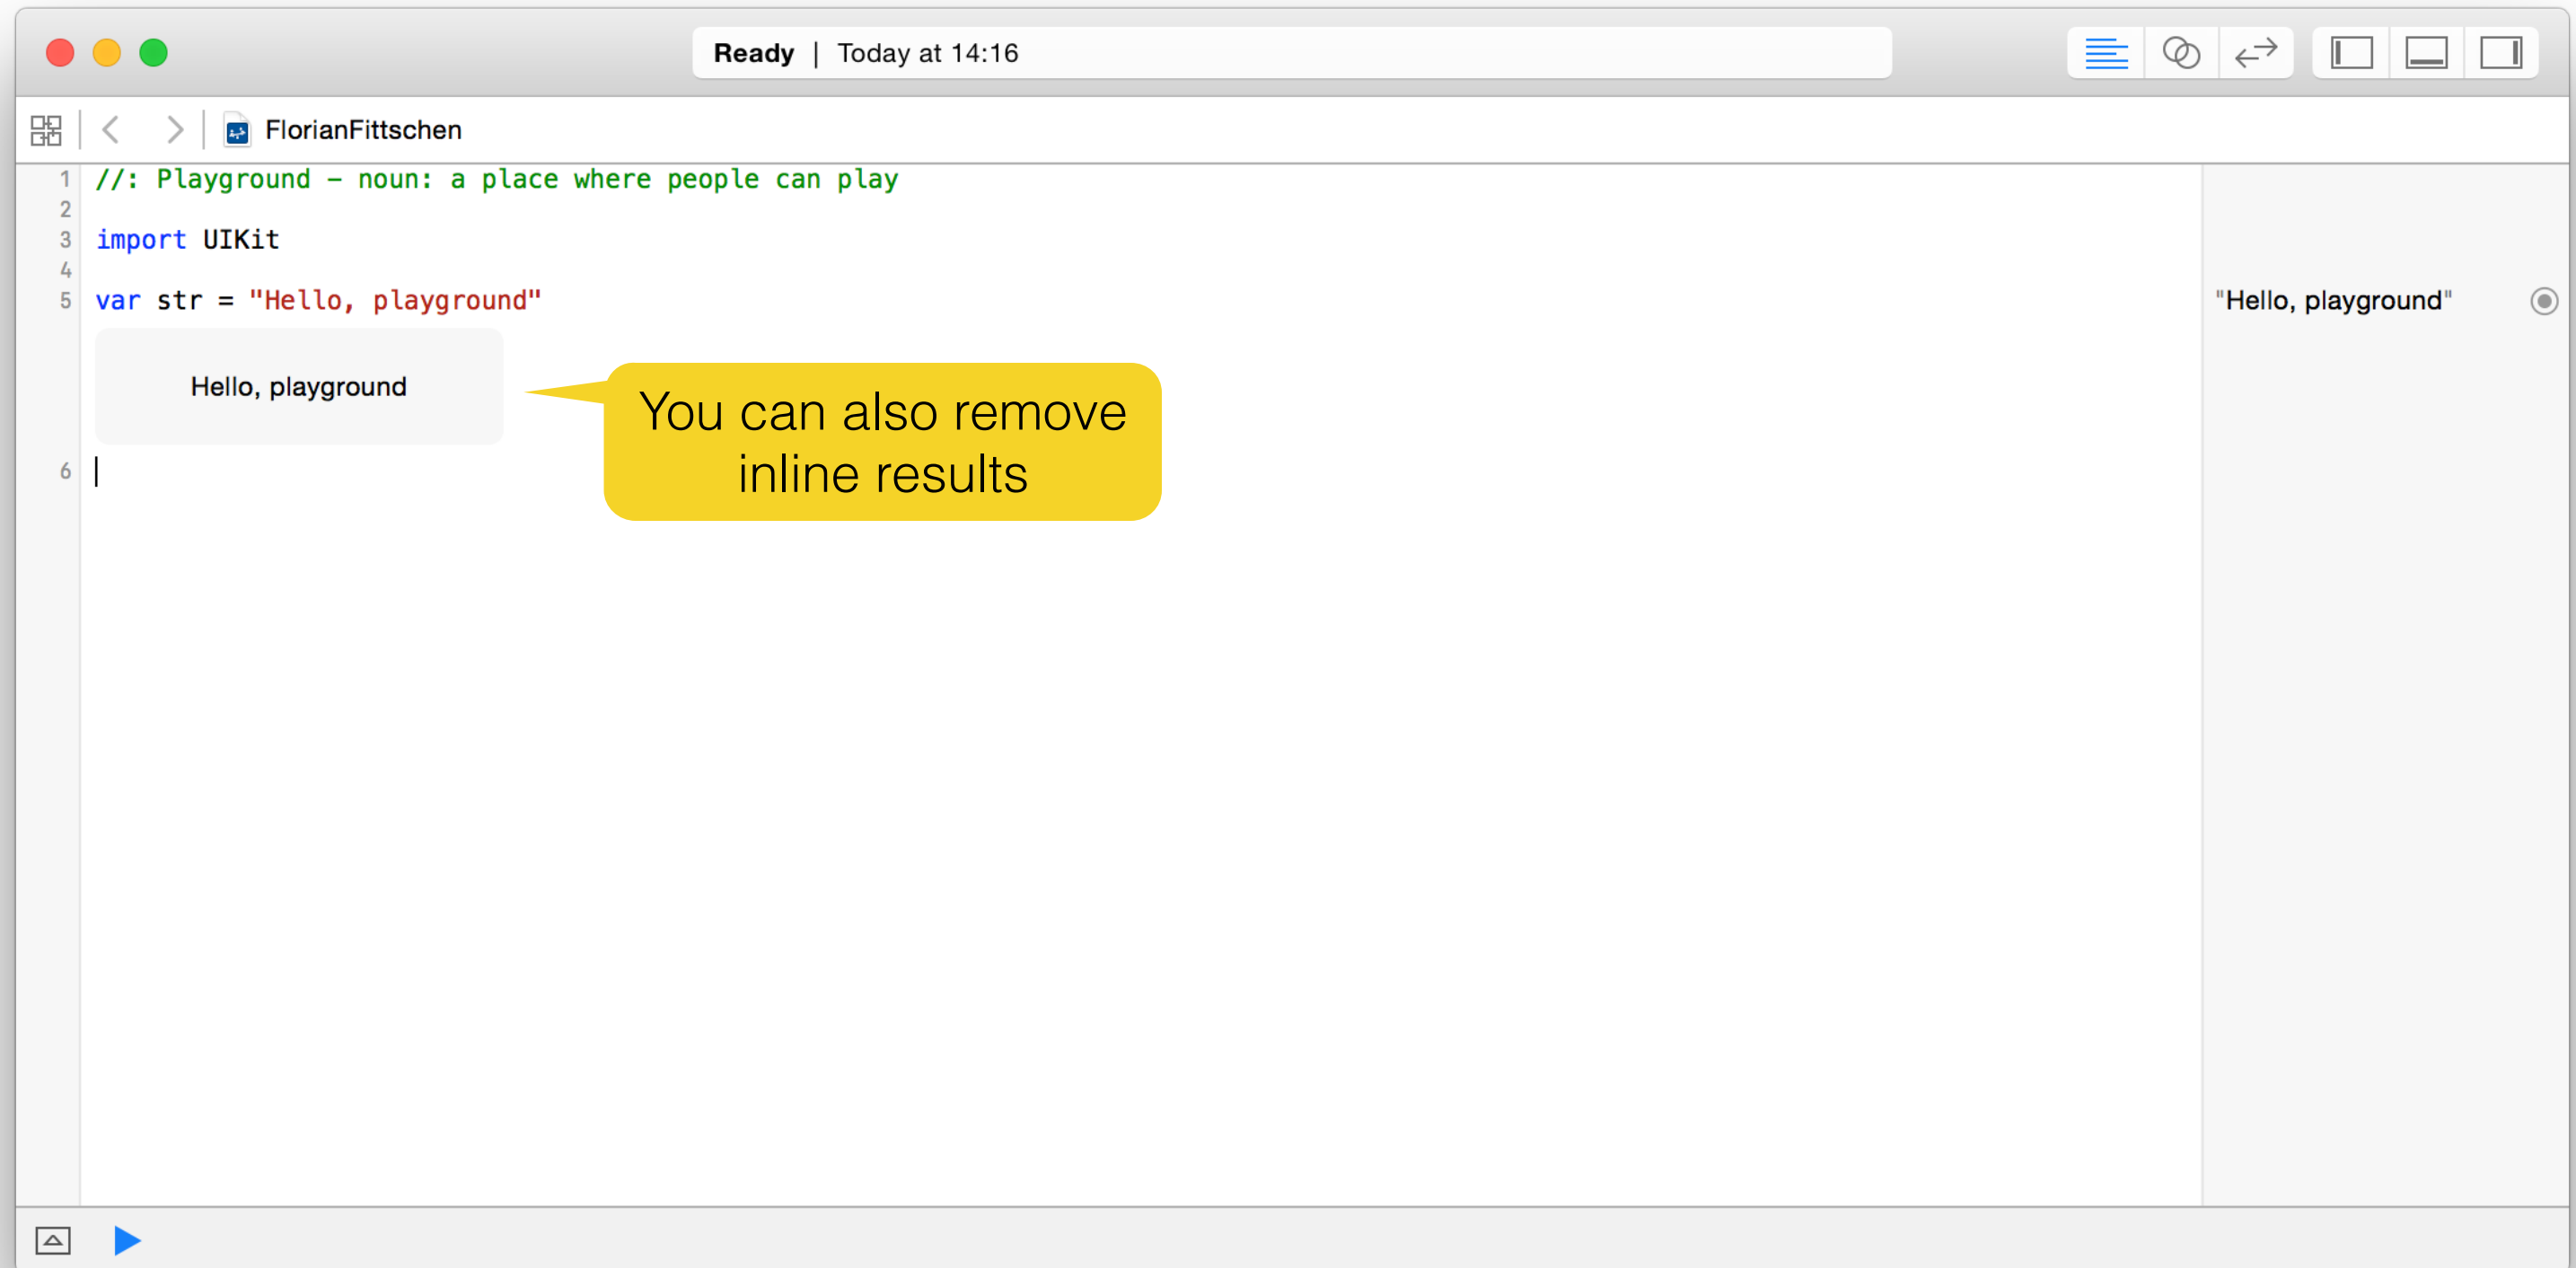 Ready | Today at 14:16
FlorianFittschen
1 //: Playground – noun: a place where people can play
2
3 import UIKit
4
5 var str = "Hello, playground"
"Hello, playground"
Hello, playground
You can also remove
inline results
6